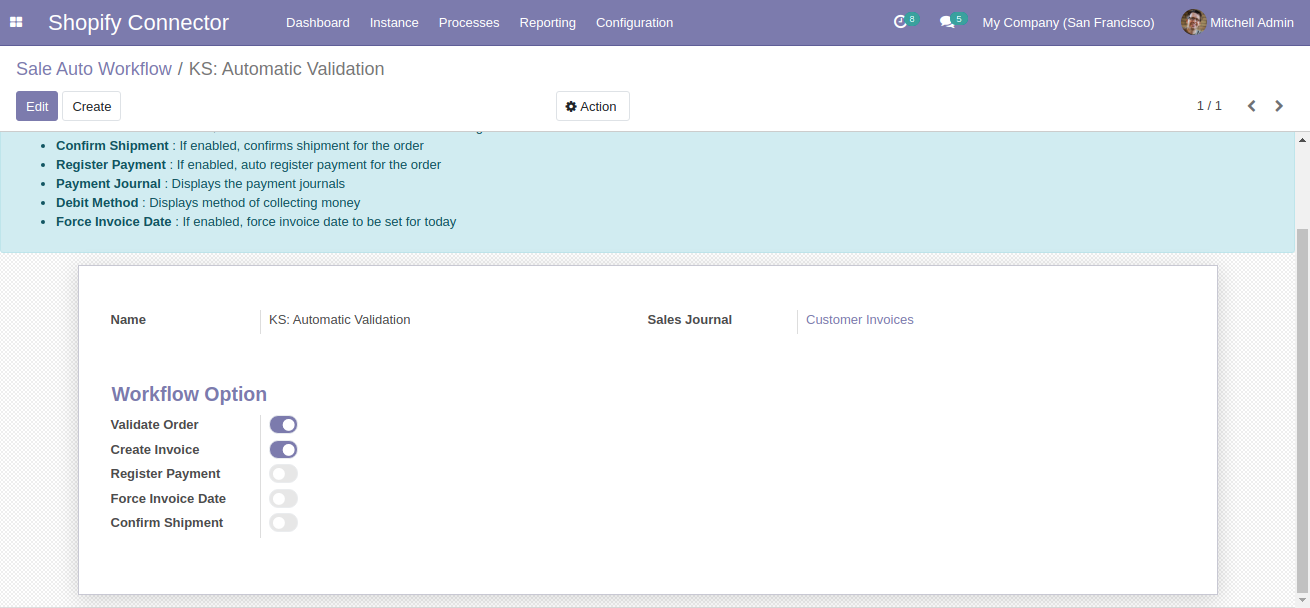 Shopify Connector Dashboard Instance Processes Reporting Configuration 8 5 My Company (San Francisco) Mitchell Admin
Sale Auto Workflow / KS: Automatic Validation
Edit Create Action 1 / 1
Confirm Shipment : If enabled, confirms shipment for the order
Register Payment : If enabled, auto register payment for the order
Payment Journal : Displays the payment journals
Debit Method : Displays method of collecting money
Force Invoice Date : If enabled, force invoice date to be set for today
Name KS: Automatic Validation Sales Journal Customer Invoices
Workflow Option
Validate Order
Create Invoice
Register Payment
Force Invoice Date
Confirm Shipment